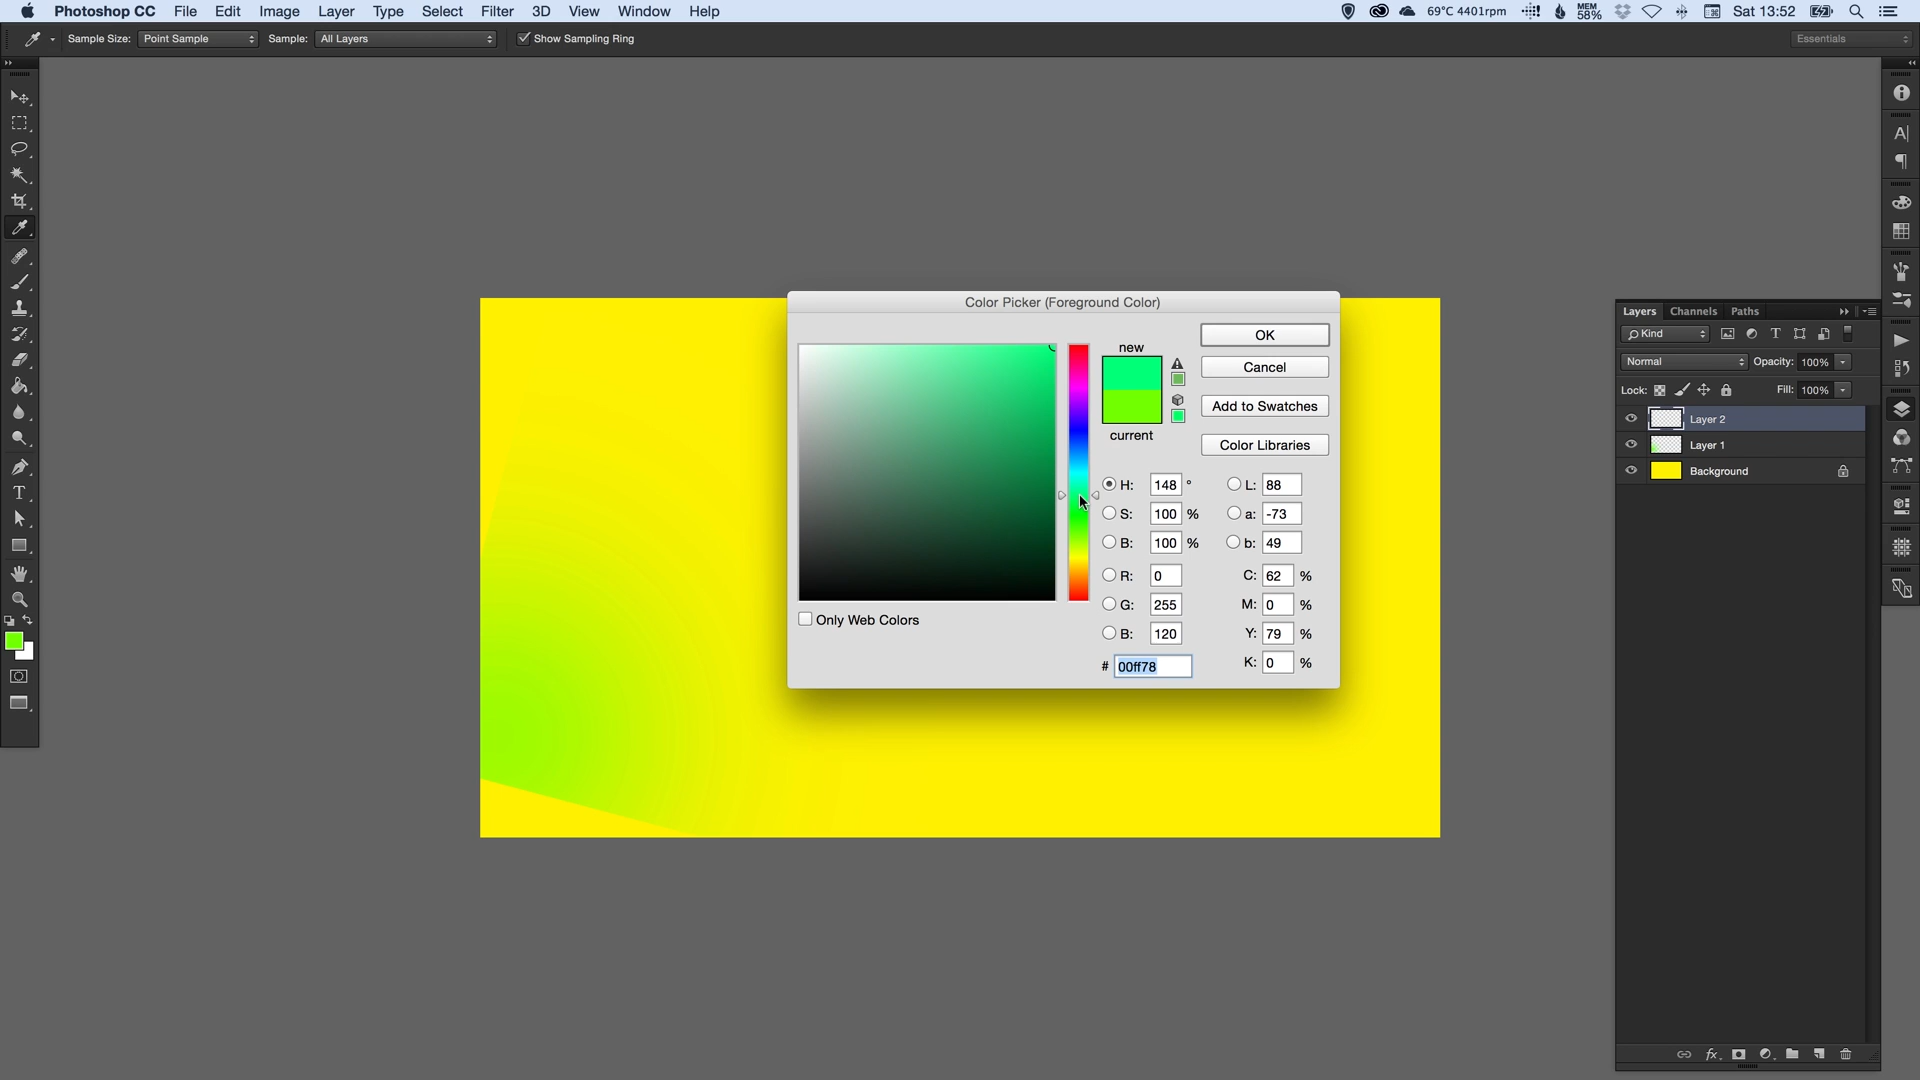 Photoshop CC File Edit Image Layer Type Select Filter 3D View Window Help 69°C 4401rpm MEM 58% Sat 13:52
Sample Size: Point Sample Sample: All Layers Show Sampling Ring Essentials
Color Picker (Foreground Color)
new
current
OK
Cancel
Add to Swatches
Color Libraries
H: 148 ° L: 88
S: 100 % a: -73
B: 100 % b: 49
R: 0 C: 62 %
G: 255 M: 0 %
B: 120 Y: 79 %
# 00ff78 K: 0 %
Only Web Colors
Layers Channels Paths
Kind
Normal Opacity: 100%
Lock: Fill: 100%
Layer 2
Layer 1
Background